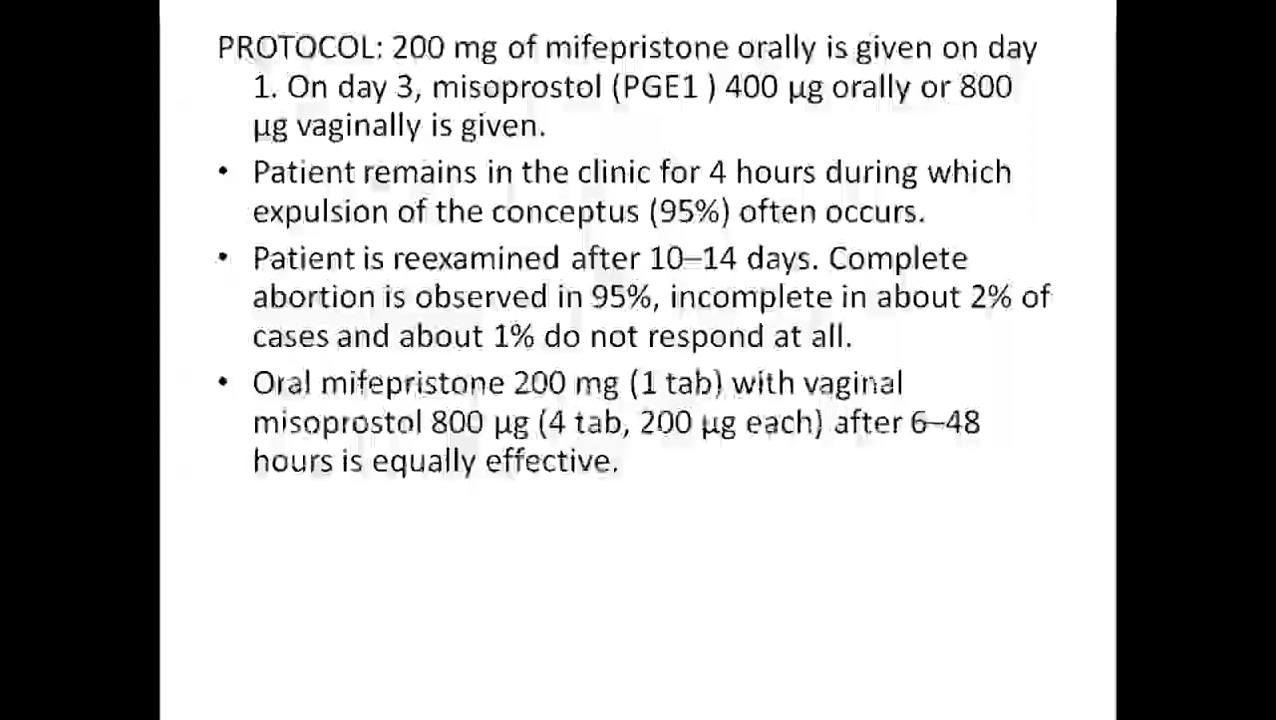 PROTOCOL: 200 mg of mifepristone orally is given on day
1. On day 3, misoprostol (PGE1 ) 400 µg orally or 800
µg vaginally is given.
• Patient remains in the clinic for 4 hours during which
expulsion of the conceptus (95%) often occurs.
• Patient is reexamined after 10–14 days. Complete
abortion is observed in 95%, incomplete in about 2% of
cases and about 1% do not respond at all.
• Oral mifepristone 200 mg (1 tab) with vaginal
misoprostol 800 µg (4 tab, 200 µg each) after 6–48
hours is equally effective.